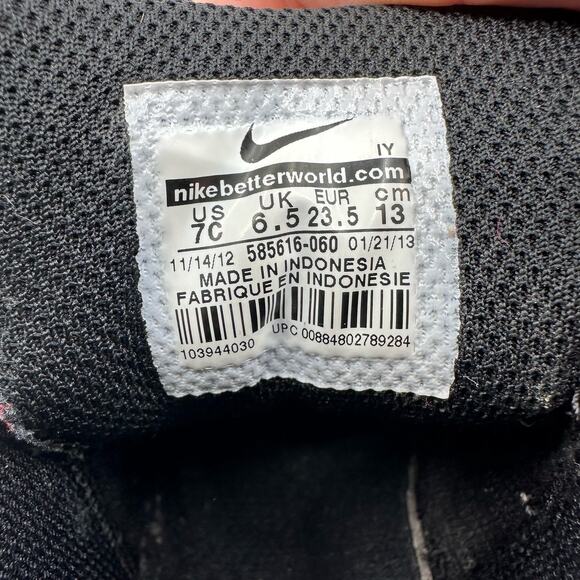 IY
nikebetterworld.com
US UK EUR cm
7C 6.5 23.5 13
11/14/12 585616-060 01/21/13
MADE IN INDONESIA
FABRIQUE EN INDONESIE
103944030 UPC 00884802789284